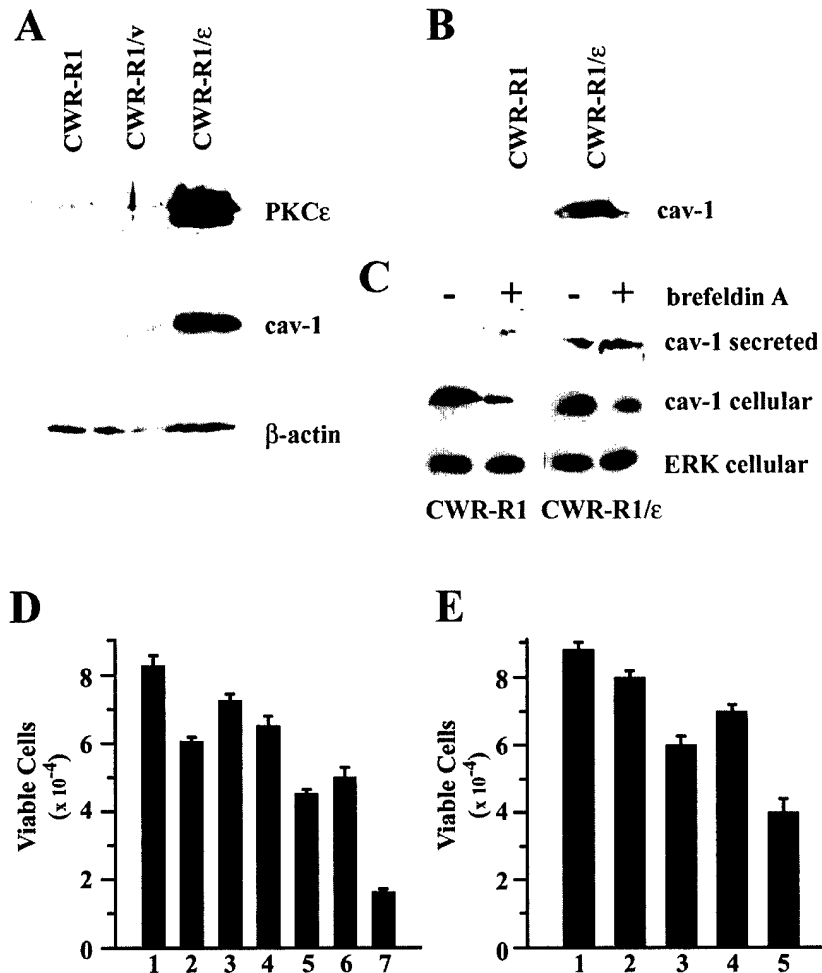 A
CWR-R1
CWR-R1/v
CWR-R1/ε
PKCε
cav-1
β-actin
B
CWR-R1
CWR-R1/ε
cav-1
C
- + - + brefeldin A
cav-1 secreted
cav-1 cellular
ERK cellular
CWR-R1 CWR-R1/ε
D
Viable Cells
(x 10⁻⁴)
8
6
4
2
0
1 2 3 4 5 6 7
E
Viable Cells
(x 10⁻⁴)
8
6
4
2
0
1 2 3 4 5